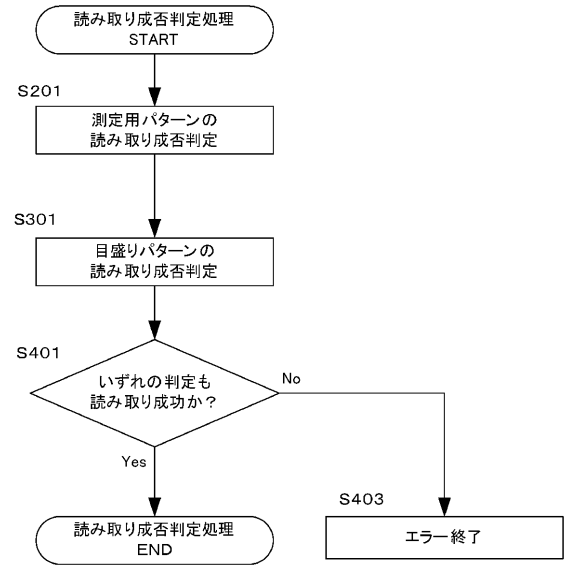 読み取り成否判定処理
START
S201
測定用パターンの
読み取り成否判定
S301
目盛りパターンの
読み取り成否判定
S401
いずれの判定も
読み取り成功か？
No
Yes
読み取り成否判定処理
END
S403
エラー終了